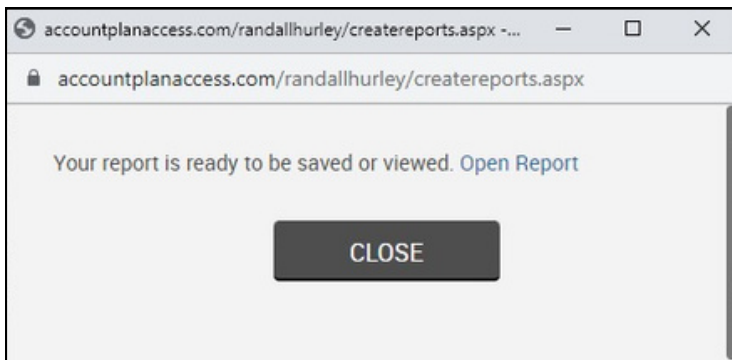 accountplanaccess.com/randallhurley/createreports.aspx -...
accountplanaccess.com/randallhurley/createreports.aspx
Your report is ready to be saved or viewed. Open Report
CLOSE